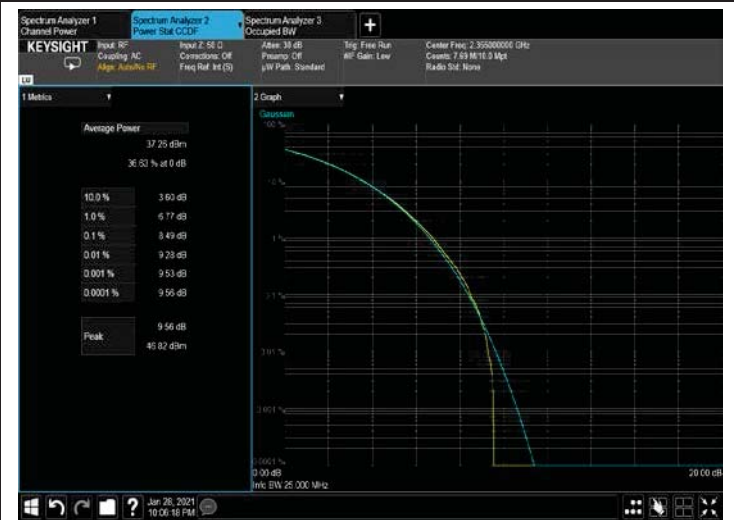 Spectrum Analyzer 1
Channel Power
Spectrum Analyzer 2
Power Stat CCDF
Spectrum Analyzer 3
Occupied BW
+
KEYSIGHT
Input: RF
Coupling: AC
Align: Auto/No RF
Input Z: 50 Ω
Corrections: Off
Freq Ref: Int (S)
Atten: 30 dB
Preamp: Off
µW Path: Standard
Trig: Free Run
#IF Gain: Low
Center Freq: 2.355000000 GHz
Counts: 7.69 M/10.0 Mpt
Radio Std: None
1 Metrics
Average Power
37.26 dBm
36.63 % at 0 dB
10.0 % 3.60 dB
1.0 % 6.77 dB
0.1 % 8.49 dB
0.01 % 9.23 dB
0.001 % 9.53 dB
0.0001 % 9.56 dB
Peak
9.56 dB
46.82 dBm
2 Graph
Gaussian
100 %
10 %
1 %
0.1 %
0.01 %
0.001 %
0.0001 %
0.00 dB
20.00 dB
Info BW 25.000 MHz
?
Jan 28, 2021
10:06:18 PM